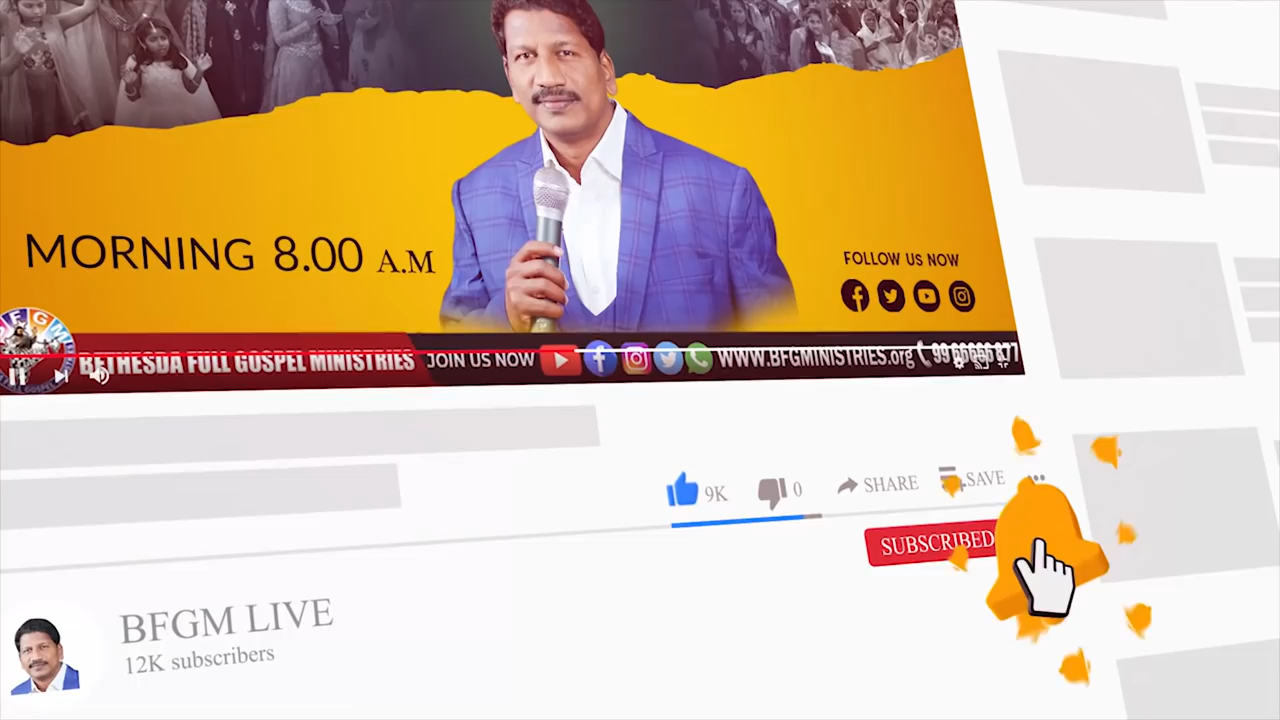 MORNING 8.00 A.M
FOLLOW US NOW
BFGM
BETHESDA FULL GOSPEL MINISTRIES JOIN US NOW WWW.BFGMINISTRIES.org
9K 0 SHARE SAVE
SUBSCRIBED
BFGM LIVE
12K subscribers